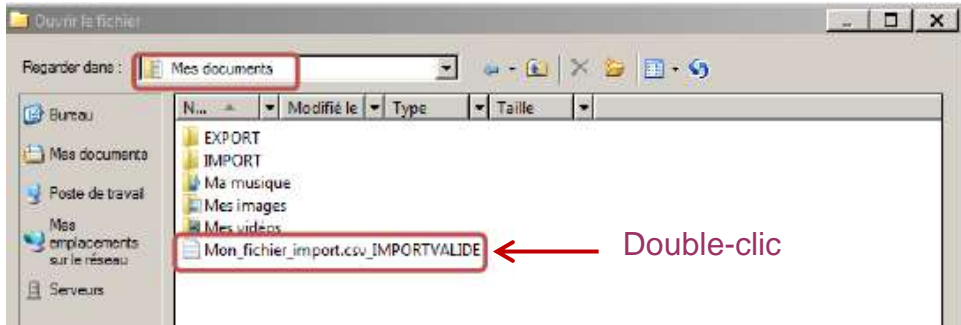 Ouvrir le fichier
Regarder dans : Mes documents
N... Modifié le Type Taille
Bureau
Mes documents
Poste de travail
Mes
emplacements
sur le réseau
Serveurs
EXPORT
IMPORT
Ma musique
Mes images
Mes vidéos
Mon_fichier_import.csv_IMPORTVALIDE
Double-clic